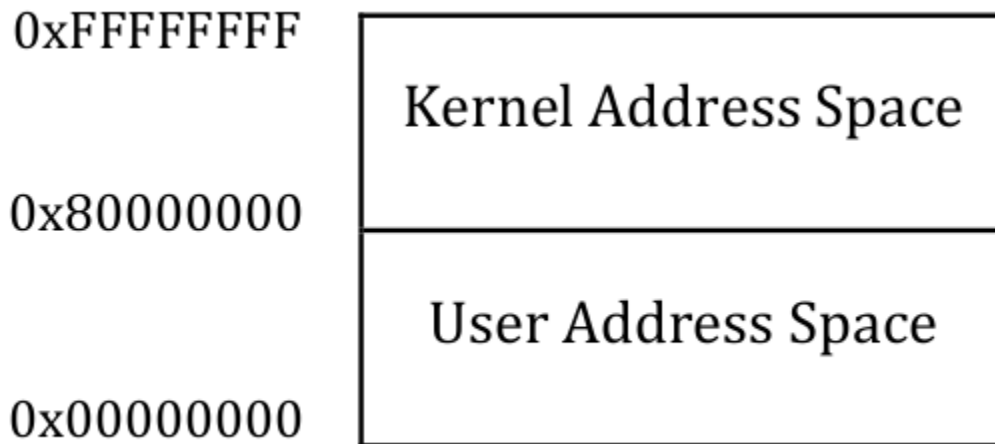 0xFFFFFFFF
Kernel Address Space
0x80000000
User Address Space
0x00000000